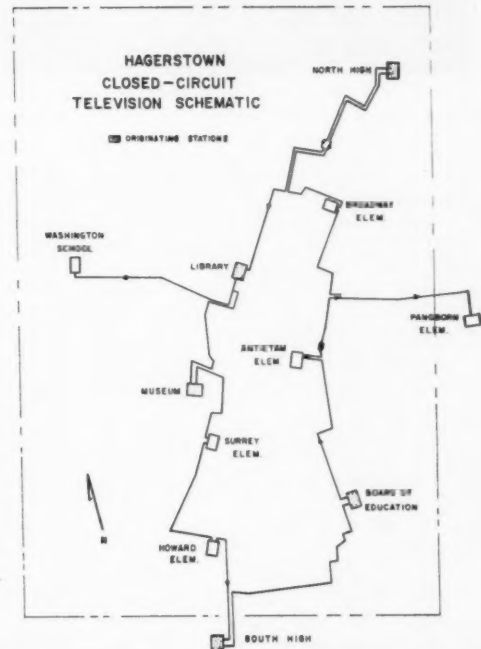 HAGERSTOWN
CLOSED-CIRCUIT
TELEVISION SCHEMATIC
ORIGINATING STATIONS
NORTH HIGH
BROADWAY
ELEM.
WASHINGTON
SCHOOL
LIBRARY
PANGBORN
ELEM.
ANTIETAM
ELEM.
MUSEUM
SURREY
ELEM.
BOARD OF
EDUCATION
HOWARD
ELEM.
SOUTH HIGH